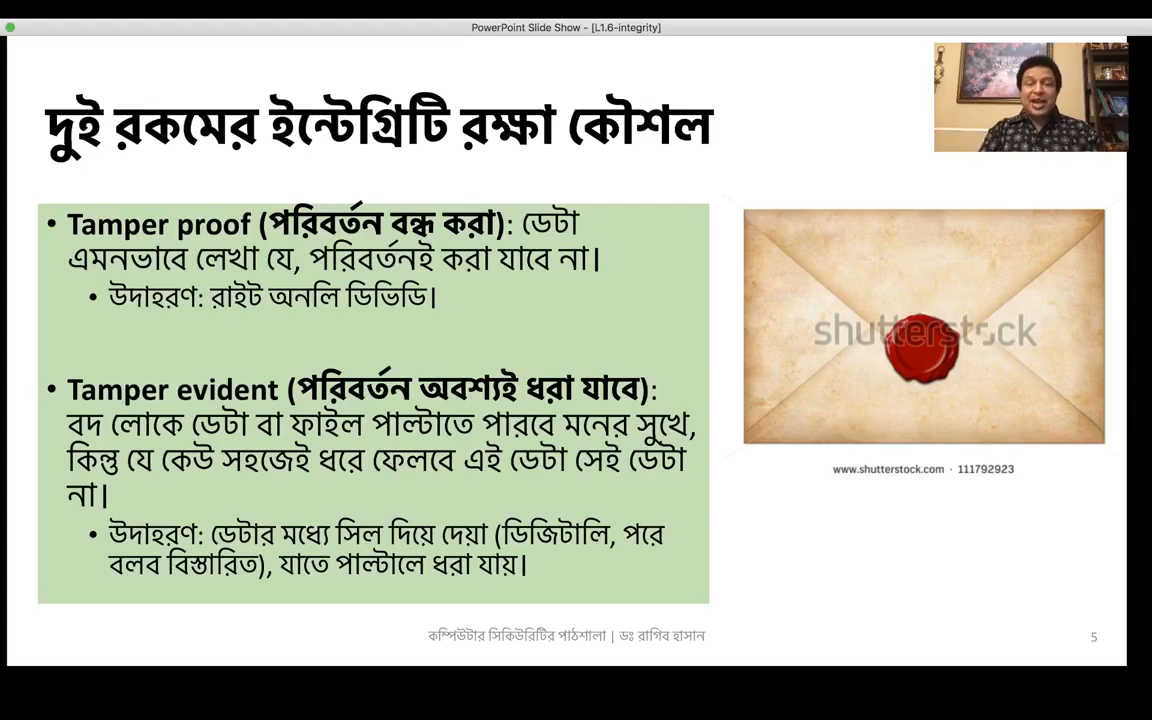 PowerPoint Slide Show - [L1.6-integrity]
দুই রকমের ইন্টেগ্রিটি রক্ষা কৌশল
• Tamper proof (পরিবর্তন বন্ধ করা): ডেটা
এমনভাবে লেখা যে, পরিবর্তনই করা যাবে না।
• উদাহরণ: রাইট অনলি ডিভিডি।
• Tamper evident (পরিবর্তন অবশ্যই ধরা যাবে):
বদ লোকে ডেটা বা ফাইল পাল্টাতে পারবে মনের সুখে,
কিন্তু যে কেউ সহজেই ধরে ফেলবে এই ডেটা সেই ডেটা
না।
• উদাহরণ: ডেটার মধ্যে সিল দিয়ে দেয়া (ডিজিটালি, পরে
বলব বিস্তারিত), যাতে পাল্টালে ধরা যায়।
shutterstock
www.shutterstock.com · 111792923
কম্পিউটার সিকিউরিটির পাঠশালা | ডঃ রাগিব হাসান
5